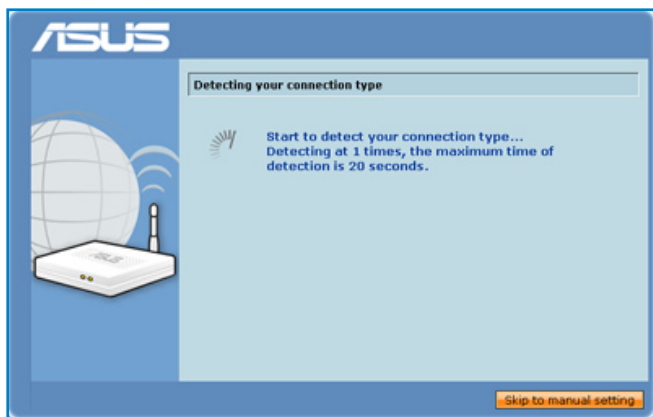 ASUS
Detecting your connection type
Start to detect your connection type...
Detecting at 1 times, the maximum time of
detection is 20 seconds.
ASUS
Skip to manual setting